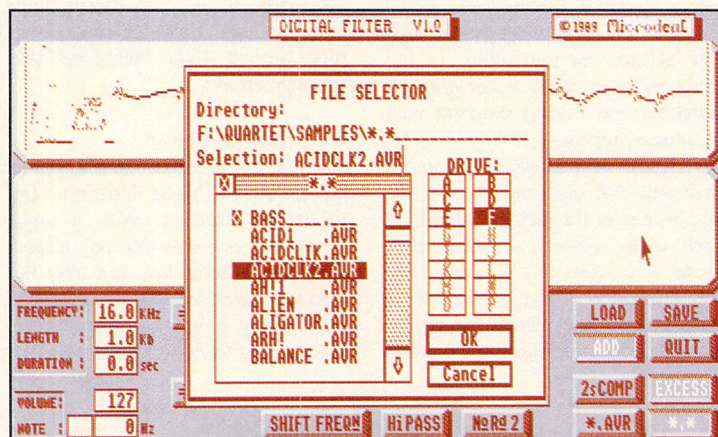 DIGITAL FILTER V1.0
© 1989 Microdeal
FILE SELECTOR
Directory:
F:\QUARTET\SAMPLES\*.*
Selection: ACIDCLK2.AVR
DRIVE:
*.*
A B
C D
E F
BASS .
ACID1 .AVR
ACIDCLIK.AVR
ACIDCLK2.AVR
AH!1 .AVR
ALIEN .AVR
ALIGATOR.AVR
ARH! .AVR
BALANCE .AVR
OK
Cancel
FREQUENCY: 16.0 KHz
LENGTH : 1.0 Kb
DURATION : 0.0 sec
VOLUME: 127
NOTE : 0 Hz
LOAD SAVE
ADD QUIT
2sCOMP EXCESS
SHIFT FREQN HiPASS NoRd 2 *.AVR *.*